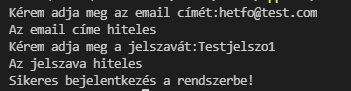 Kérem adja meg az email címét:hetfo@test.com
Az email címe hiteles
Kérem adja meg a jelszavát:Testjelszo1
Az jelszava hiteles
Sikeres bejelentkezés a rendszerbe!